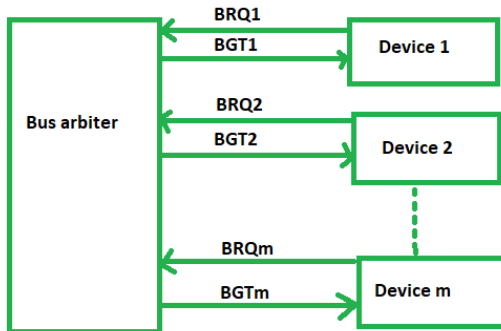 BRQ1
BGT1
Device 1
Bus arbiter
BRQ2
BGT2
Device 2
BRQm
BGTm
Device m